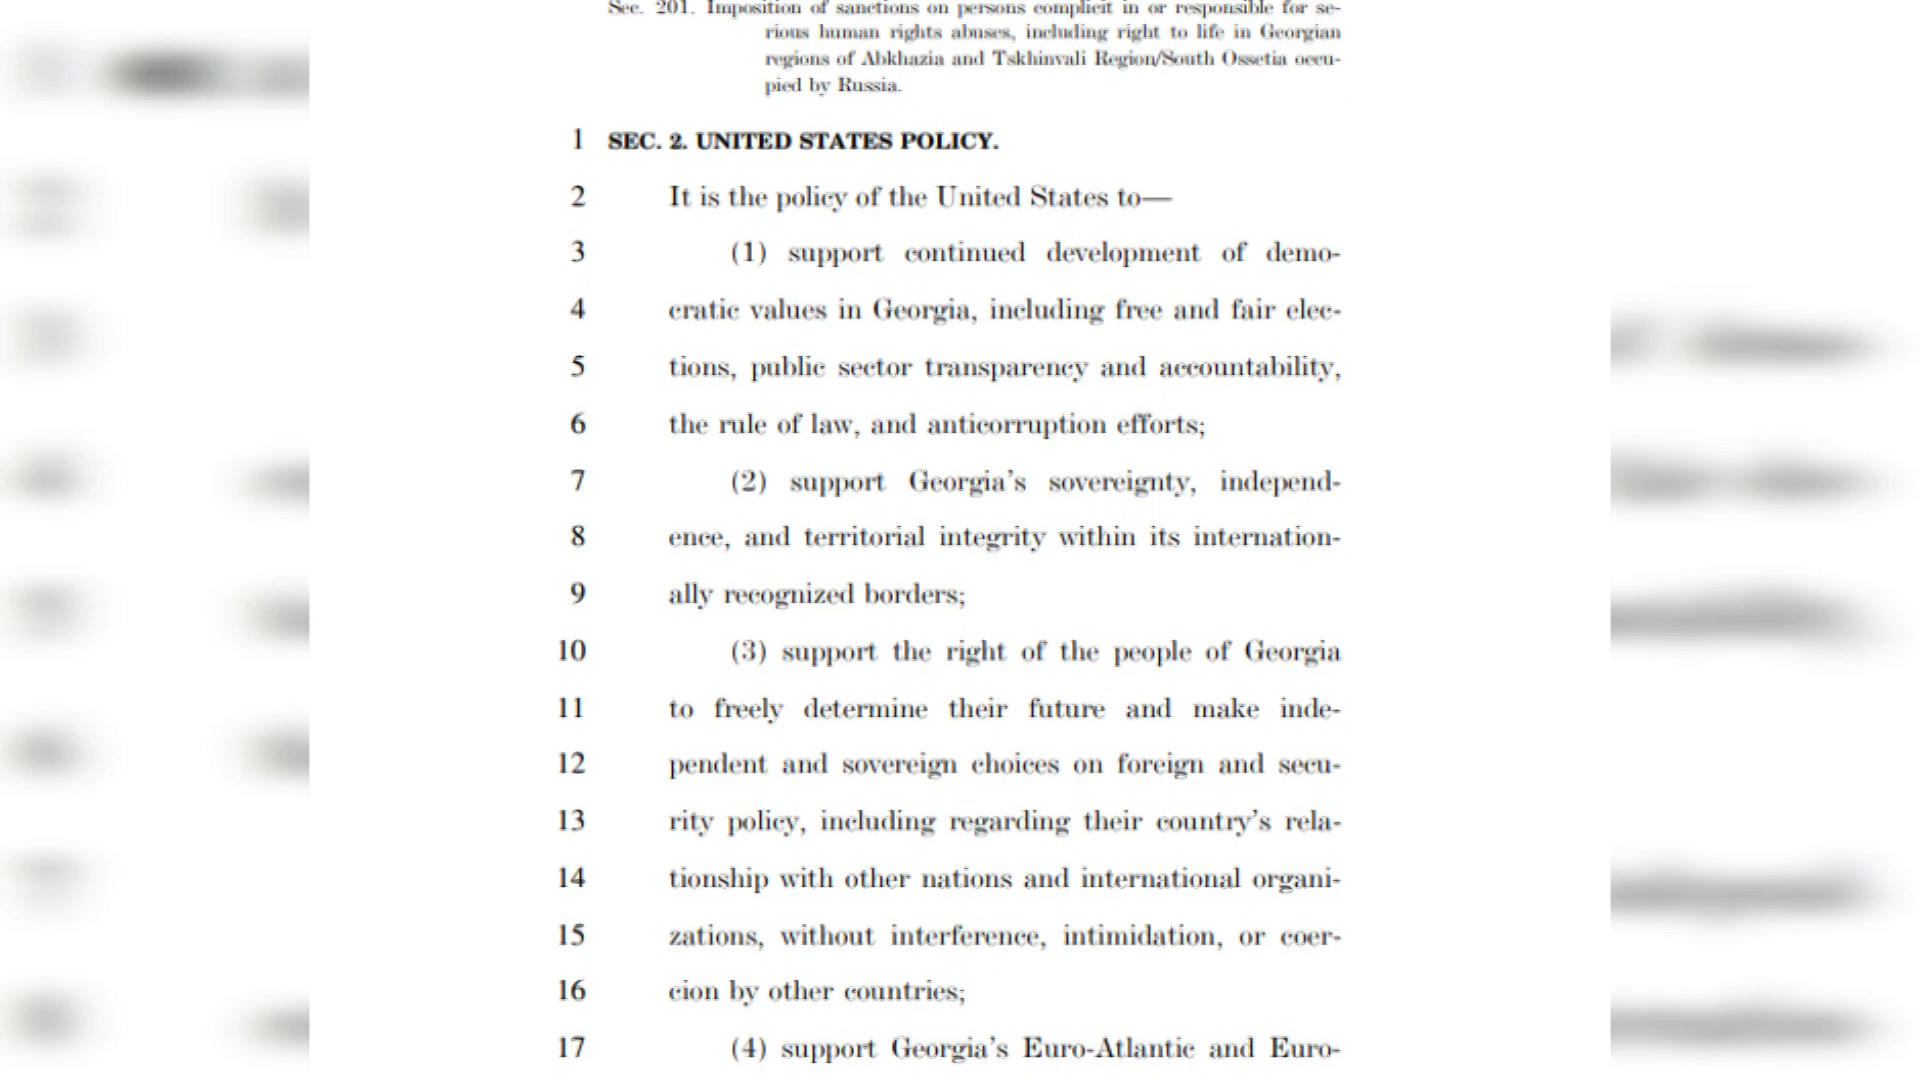 Sec. 201. Imposition of sanctions on persons complicit in or responsible for se-
rious human rights abuses, including right to life in Georgian
regions of Abkhazia and Tskhinvali Region/South Ossetia occu-
pied by Russia.
1 SEC. 2. UNITED STATES POLICY.
2 It is the policy of the United States to—
3 (1) support continued development of demo-
4 cratic values in Georgia, including free and fair elec-
5 tions, public sector transparency and accountability,
6 the rule of law, and anticorruption efforts;
7 (2) support Georgia's sovereignty, independ-
8 ence, and territorial integrity within its internation-
9 ally recognized borders;
10 (3) support the right of the people of Georgia
11 to freely determine their future and make inde-
12 pendent and sovereign choices on foreign and secu-
13 rity policy, including regarding their country's rela-
14 tionship with other nations and international organi-
15 zations, without interference, intimidation, or coer-
16 cion by other countries;
17 (4) support Georgia's Euro-Atlantic and Euro-